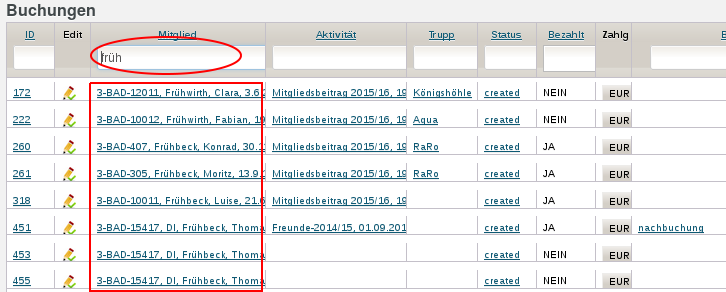 Buchungen
ID Edit Mitglied Aktivität Trupp Status Bezahlt Zahlg
früh
172 3-BAD-12011, Frühwirth, Clara, 3.6. Mitgliedsbeitrag 2015/16, 19 Königshöhle created NEIN EUR
222 3-BAD-10012, Frühwirth, Fabian, 19 Mitgliedsbeitrag 2015/16, 19 Aqua created NEIN EUR
260 3-BAD-407, Frühbeck, Konrad, 30.1 Mitgliedsbeitrag 2015/16, 19 RaRo created JA EUR
261 3-BAD-305, Frühbeck, Moritz, 13.9. Mitgliedsbeitrag 2015/16, 19 RaRo created JA EUR
318 3-BAD-10011, Frühbeck, Luise, 21.6 Mitgliedsbeitrag 2015/16, 19 created JA EUR
451 3-BAD-15417, DI, Frühbeck, Thoma Freunde-2014/15, 01.09.201 created JA EUR nachbuchung
453 3-BAD-15417, DI, Frühbeck, Thoma created NEIN EUR
455 3-BAD-15417, DI, Frühbeck, Thoma created NEIN EUR